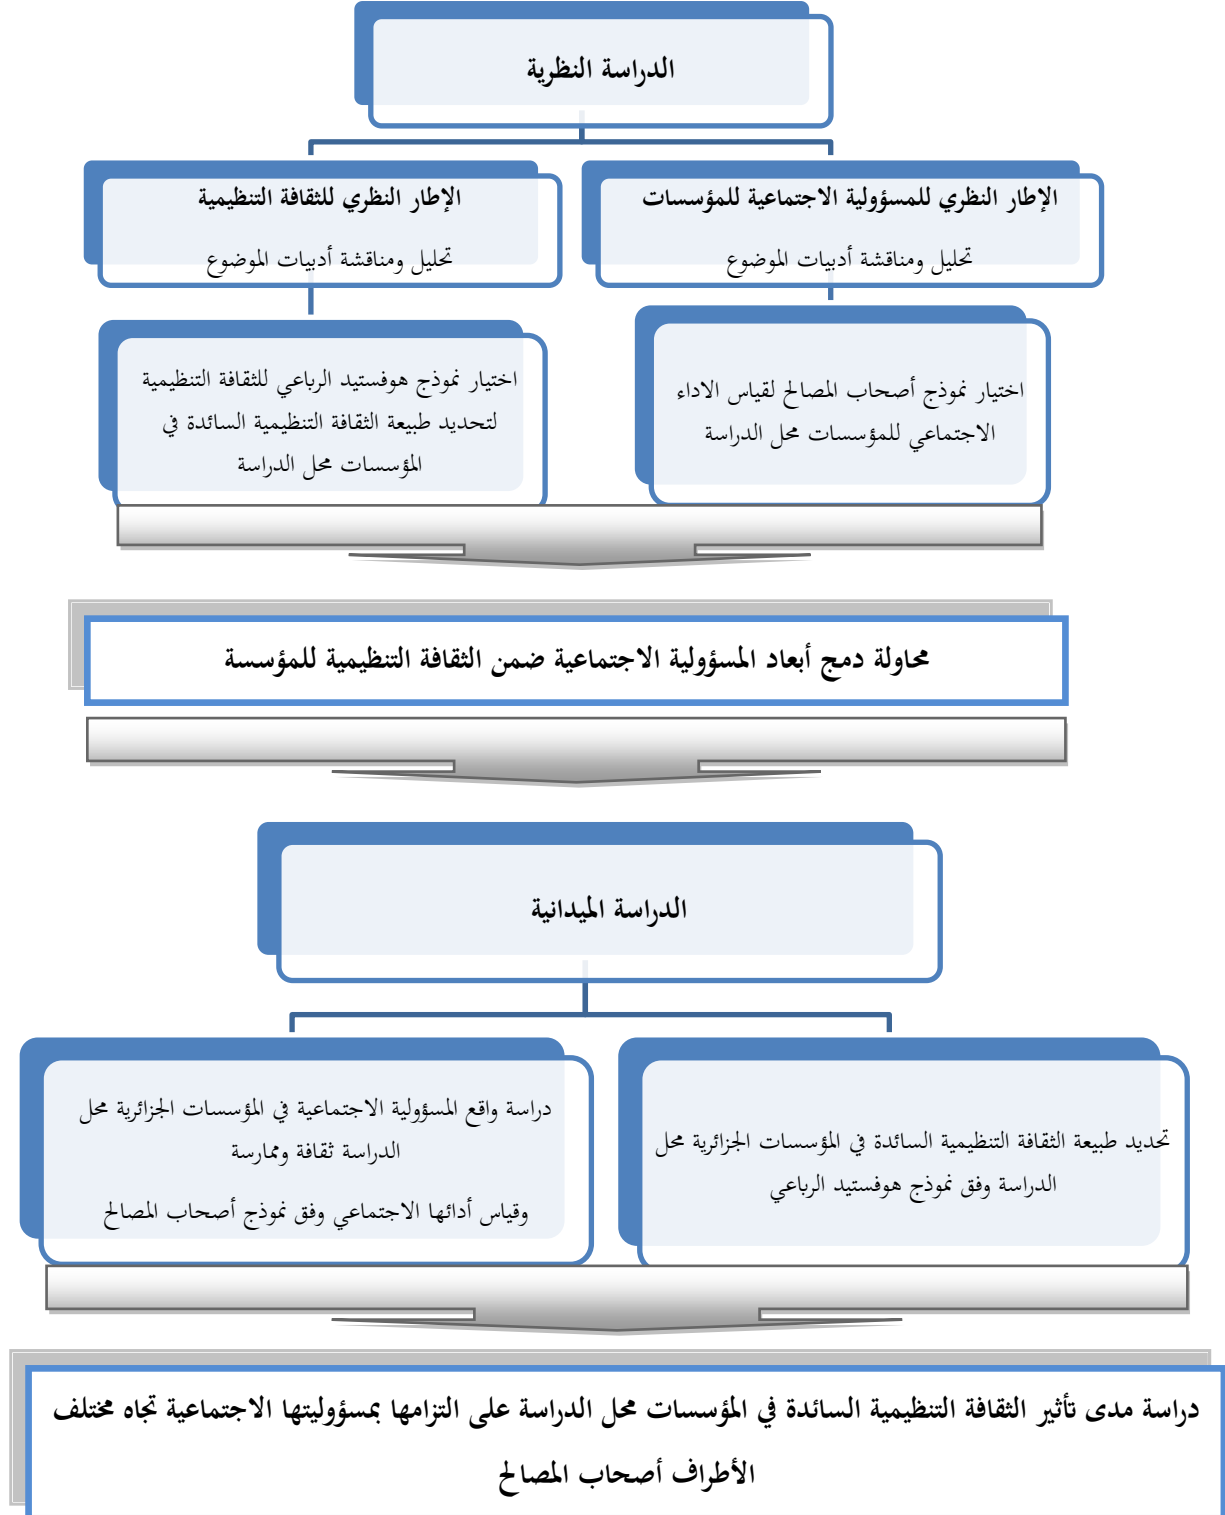 الدراسة النظرية
الإطار النظري للمسؤولية الاجتماعية للمؤسسات
تحليل ومناقشة أدبيات الموضوع
الإطار النظري للثقافة التنظيمية
تحليل ومناقشة أدبيات الموضوع
اختيار نموذج أصحاب المصالح لقياس الاداء
الاجتماعي للمؤسسات محل الدراسة
اختيار نموذج هوفستيد الرباعي للثقافة التنظيمية
لتحديد طبيعة الثقافة التنظيمية السائدة في
المؤسسات محل الدراسة
محاولة دمج أبعاد المسؤولية الاجتماعية ضمن الثقافة التنظيمية للمؤسسة
الدراسة الميدانية
تحديد طبيعة الثقافة التنظيمية السائدة في المؤسسات الجزائرية محل
الدراسة وفق نموذج هوفستيد الرباعي
دراسة واقع المسؤولية الاجتماعية في المؤسسات الجزائرية محل
الدراسة ثقافة وممارسة
وقياس أدائها الاجتماعي وفق نموذج أصحاب المصالح
دراسة مدى تأثير الثقافة التنظيمية السائدة في المؤسسات محل الدراسة على التزامها بمسؤوليتها الاجتماعية تجاه مختلف
الأطراف أصحاب المصالح